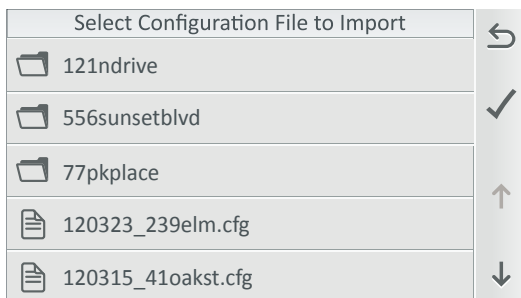 Select Configuration File to Import
121ndrive
556sunsetblvd
77pkplace
120323_239elm.cfg
120315_41oakst.cfg